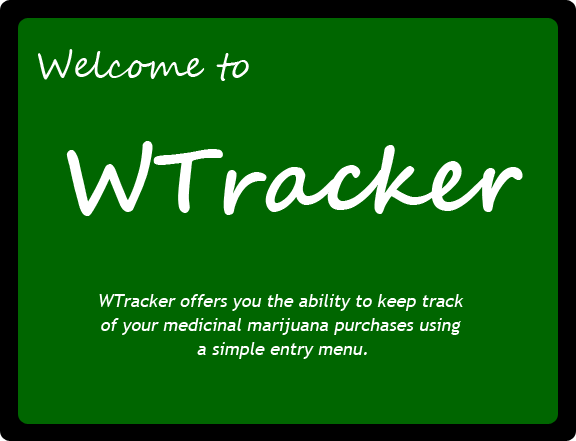 Welcome to
WTracker
WTracker offers you the ability to keep track
of your medicinal marijuana purchases using
a simple entry menu.